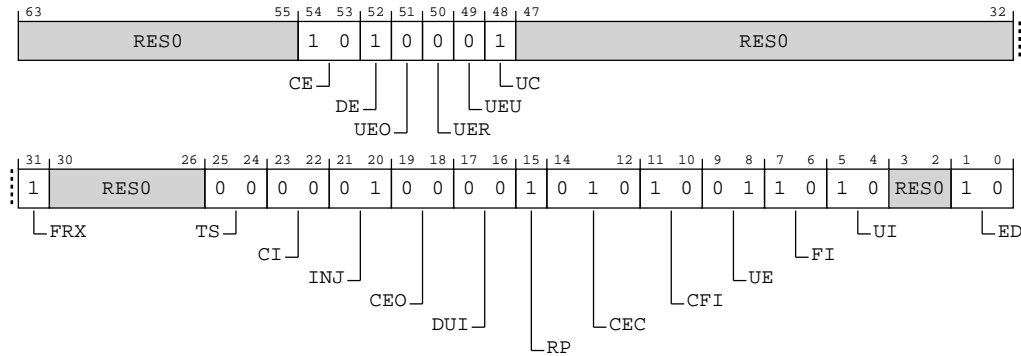 63 55 54 53 52 51 50 49 48 47 32
RES0 1 0 1 0 0 0 1 RES0
CE UC
DE UEU
UEO UER
31 30 26 25 24 23 22 21 20 19 18 17 16 15 14 12 11 10 9 8 7 6 5 4 3 2 1 0
1 RES0 0 0 0 0 0 1 0 0 0 0 1 0 1 0 1 0 0 1 1 0 1 0 RES0 1 0
FRX TS UI ED
CI FI
INJ UE
CEO CFI
DUI CEC
RP